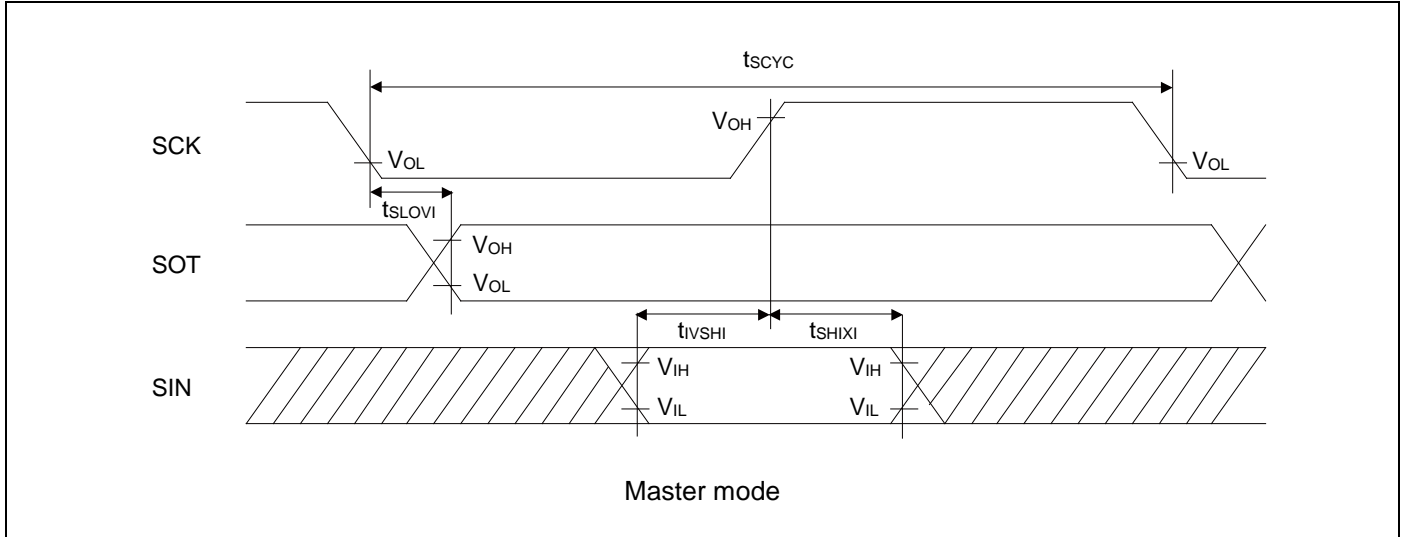 tSCYC
SCK
VOH
VOL
VOL
tSLOVI
SOT
VOH
VOL
tIVSHI
tSHIXI
SIN
VIH
VIH
VIL
VIL
Master mode